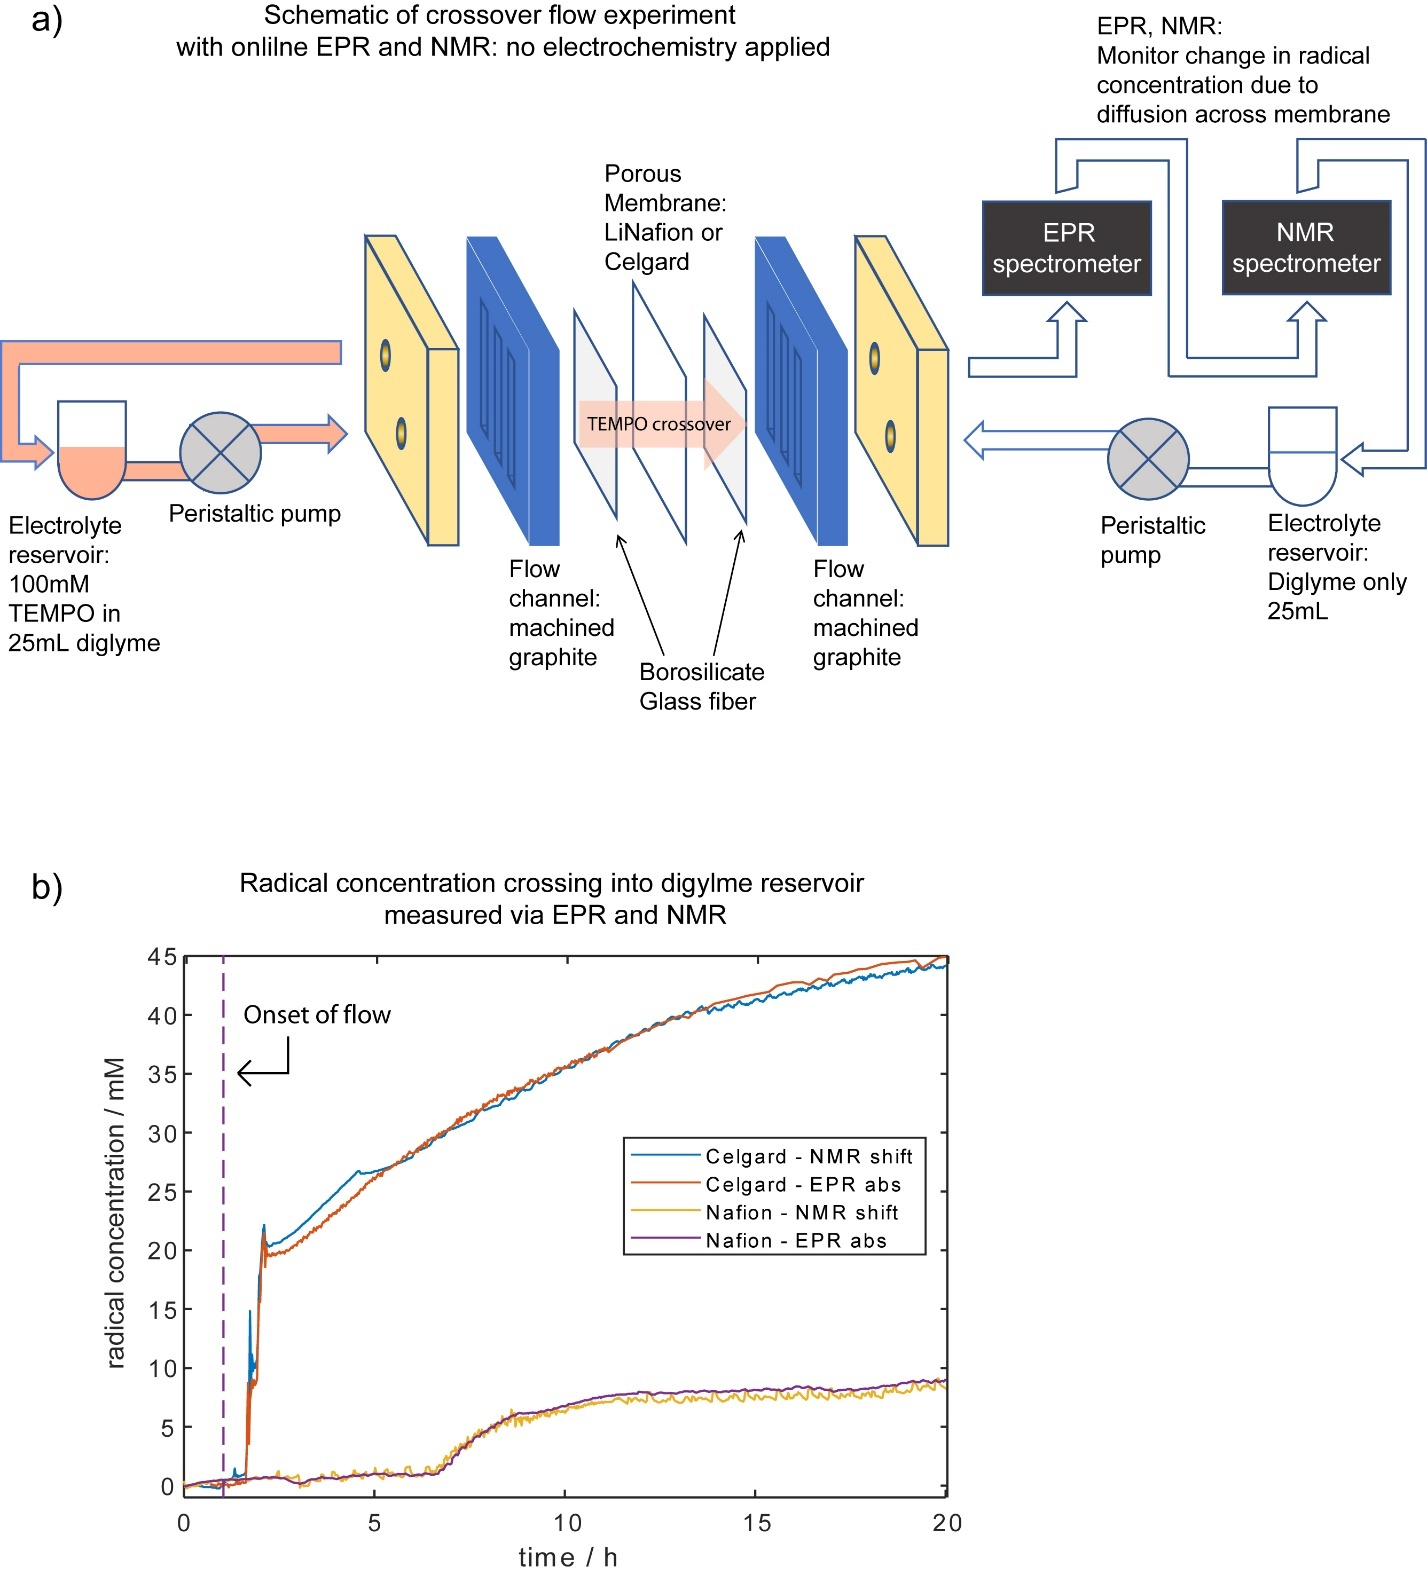 a)
Schematic of crossover flow experiment
with onlilne EPR and NMR: no electrochemistry applied
EPR, NMR:
Monitor change in radical
concentration due to
diffusion across membrane
Porous
Membrane:
LiNafion or
Celgard
EPR
spectrometer
NMR
spectrometer
TEMPO crossover
Peristaltic pump
Electrolyte
reservoir:
100mM
TEMPO in
25mL diglyme
Flow
channel:
machined
graphite
Borosilicate
Glass fiber
Flow
channel:
machined
graphite
Peristaltic
pump
Electrolyte
reservoir:
Diglyme only
25mL
b)
Radical concentration crossing into digylme reservoir
measured via EPR and NMR
radical concentration / mM
45
40
35
30
25
20
15
10
5
0
Onset of flow
Celgard - NMR shift
Celgard - EPR abs
Nafion - NMR shift
Nafion - EPR abs
0
5
10
15
20
time / h